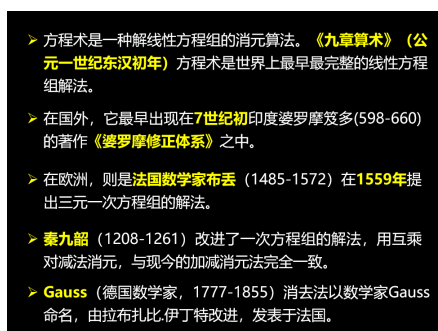 ➢ 方程术是一种解线性方程组的消元算法。《九章算术》（公
元一世纪东汉初年）方程术是世界上最早最完整的线性方程
组解法。
➢ 在国外，它最早出现在7世纪初印度婆罗摩笈多(598-660)
的著作《婆罗摩修正体系》之中。
➢ 在欧洲，则是法国数学家布丢（1485-1572）在1559年提
出三元一次方程组的解法。
➢ 秦九韶（1208-1261）改进了一次方程组的解法，用互乘
对减法消元，与现今的加减消元法完全一致。
➢ Gauss（德国数学家，1777-1855）消去法以数学家Gauss
命名，由拉布扎比.伊丁特改进，发表于法国。